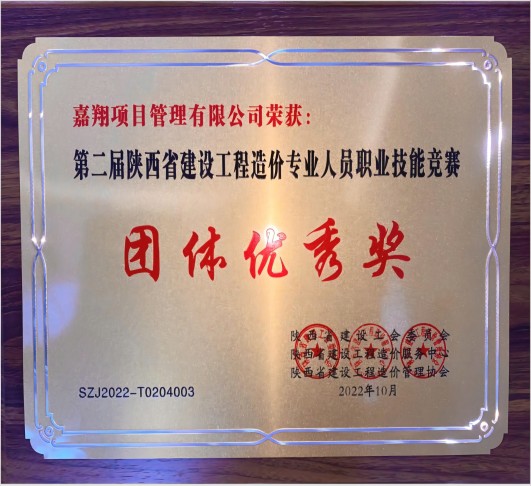 嘉翔项目管理有限公司荣获：
第二届陕西省建设工程造价专业人员职业技能竞赛
团体优秀奖
陕西省建设工会委员会
陕西省建设工程造价服务中心
SZJ2022-T0204003 陕西省建设工程造价管理协会
2022年10月